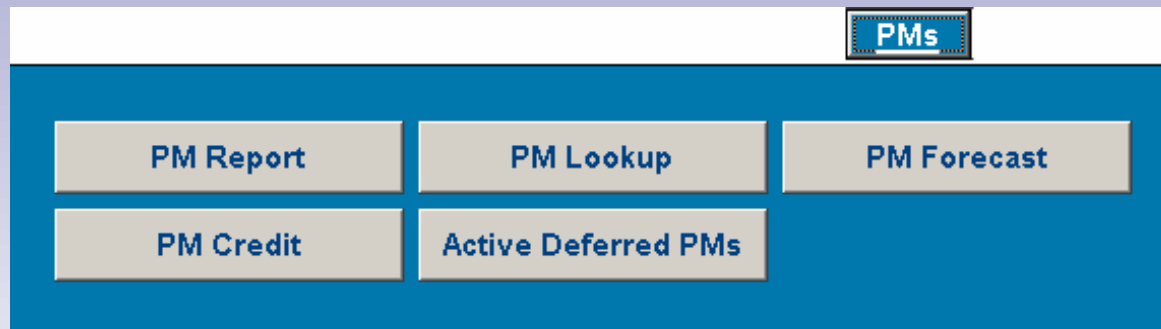 PMs
PM Report
PM Lookup
PM Forecast
PM Credit
Active Deferred PMs